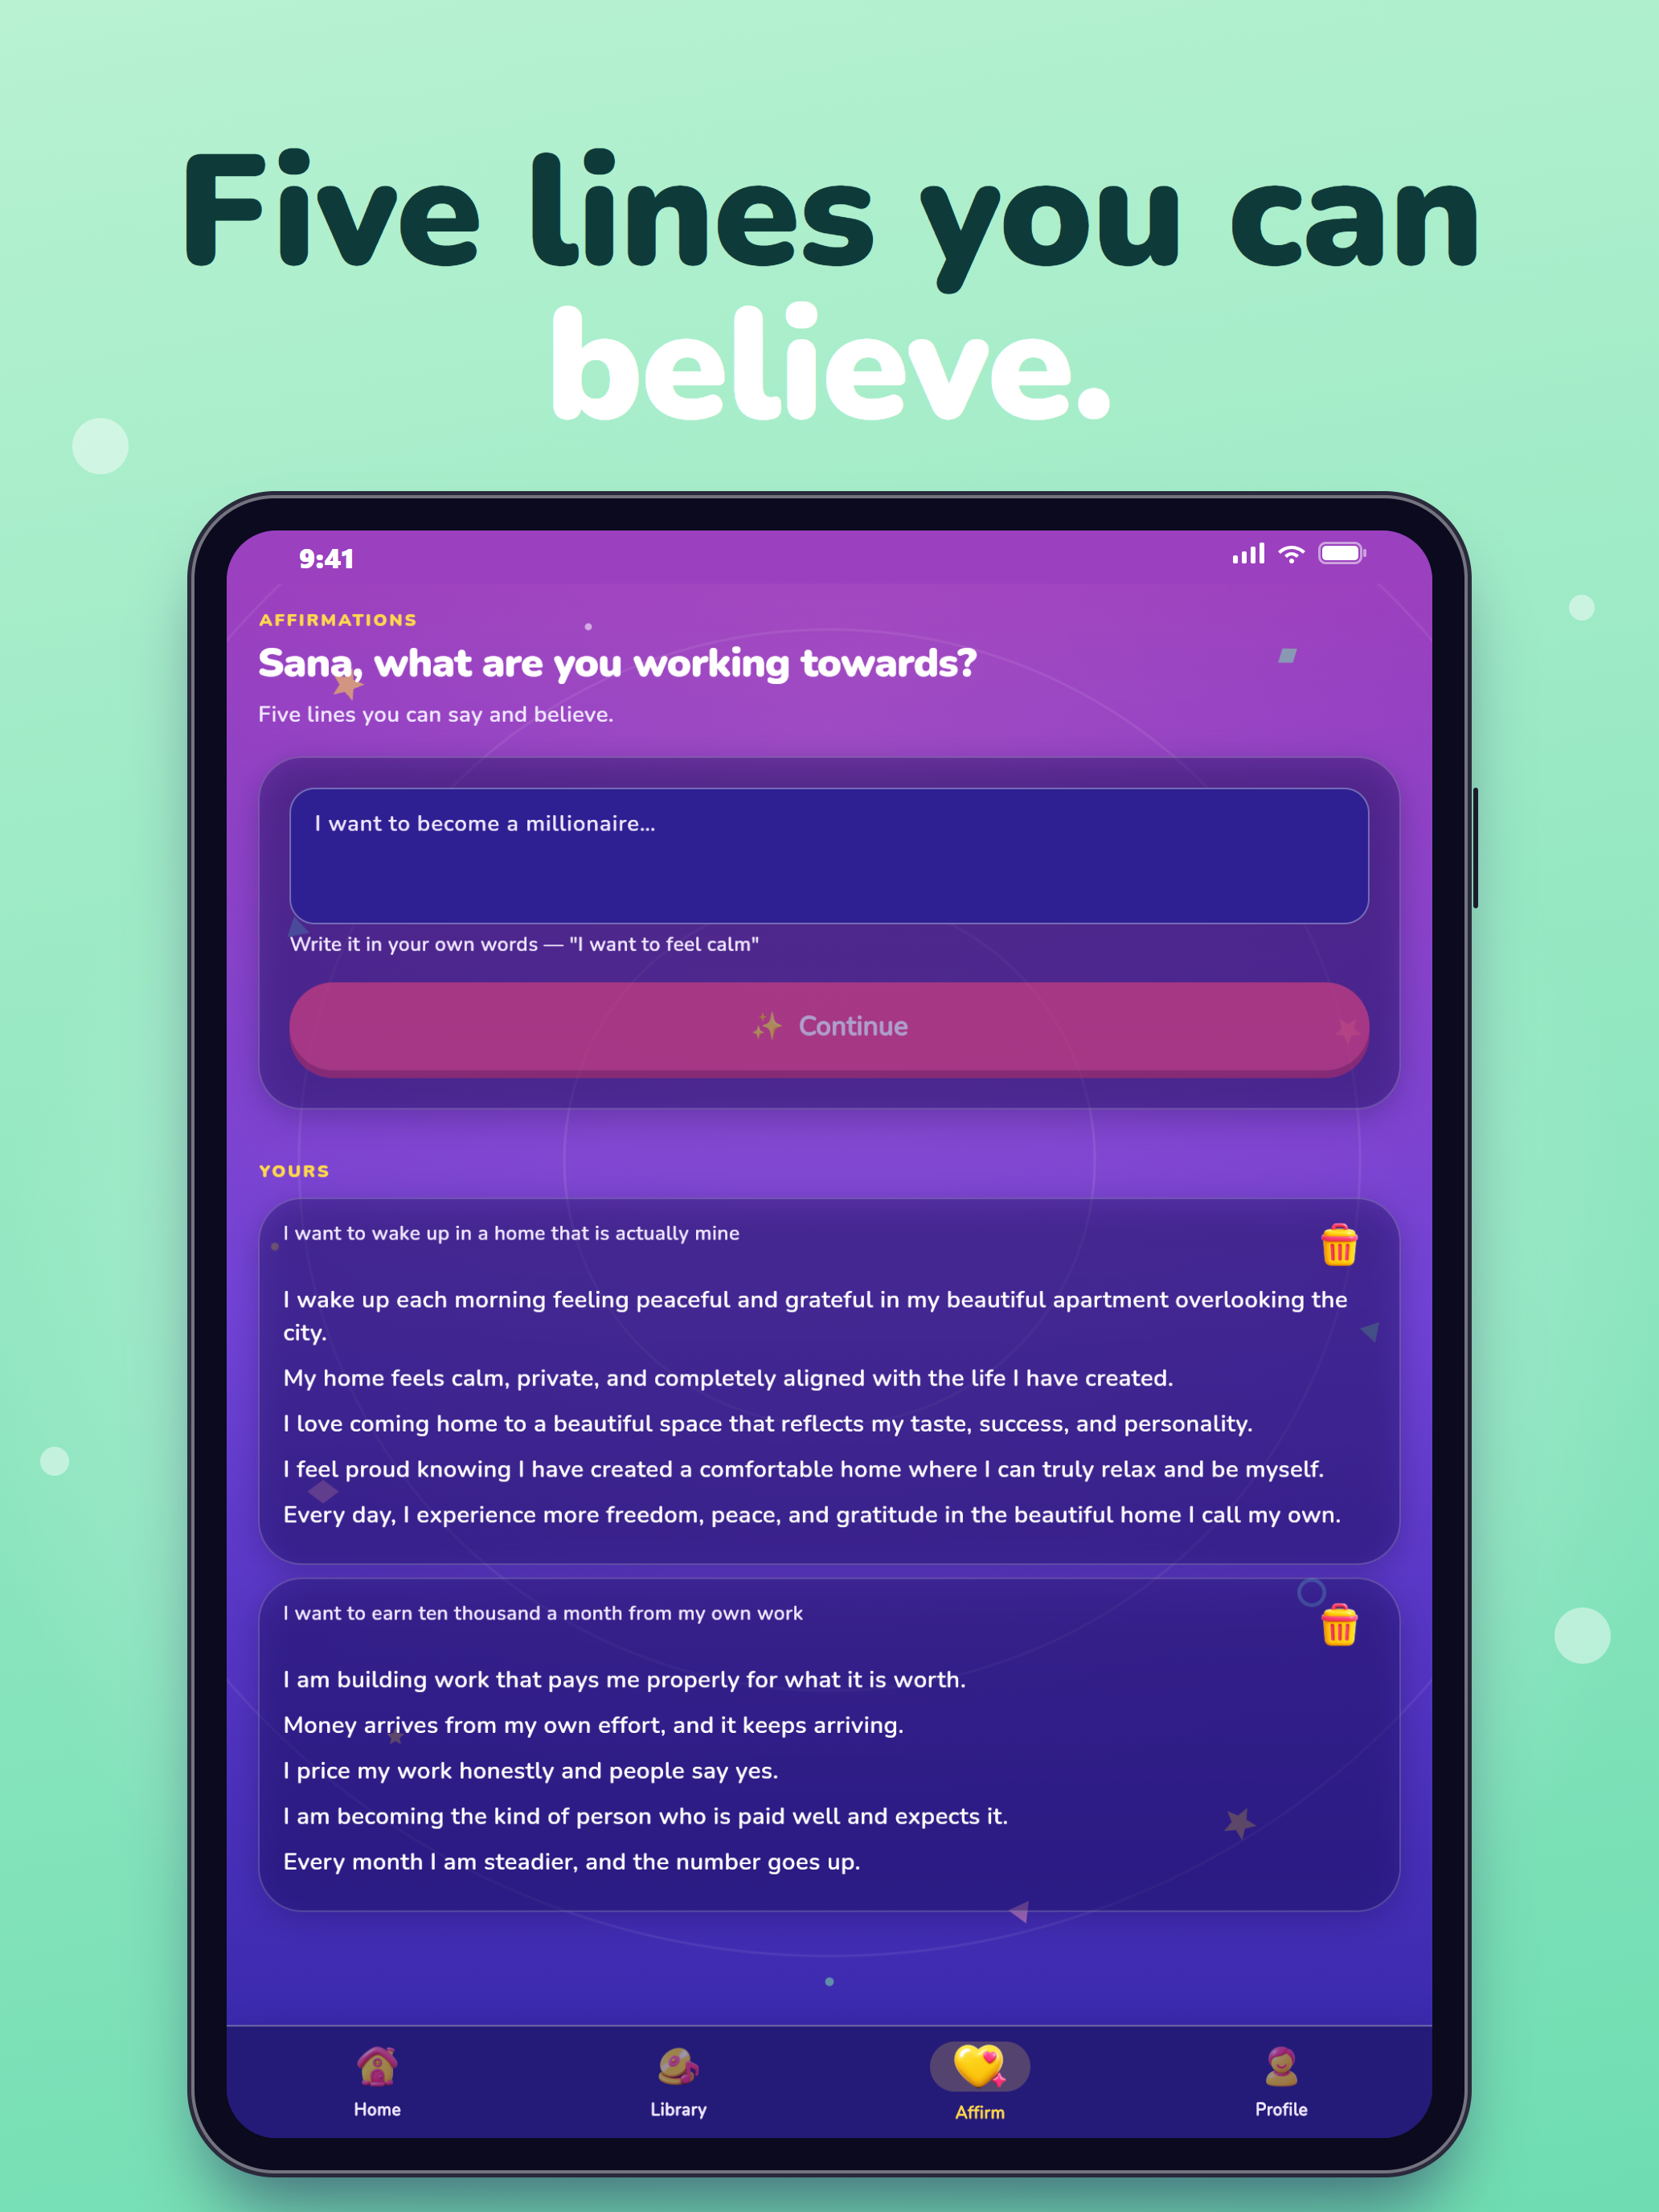 Five lines you can
believe.
9:41
AFFIRMATIONS
Sana, what are you working towards?
Five lines you can say and believe.
I want to become a millionaire...
Write it in your own words — "I want to feel calm"
✨ Continue
YOURS
I want to wake up in a home that is actually mine
I wake up each morning feeling peaceful and grateful in my beautiful apartment overlooking the
city.
My home feels calm, private, and completely aligned with the life I have created.
I love coming home to a beautiful space that reflects my taste, success, and personality.
I feel proud knowing I have created a comfortable home where I can truly relax and be myself.
Every day, I experience more freedom, peace, and gratitude in the beautiful home I call my own.
I want to earn ten thousand a month from my own work
I am building work that pays me properly for what it is worth.
Money arrives from my own effort, and it keeps arriving.
I price my work honestly and people say yes.
I am becoming the kind of person who is paid well and expects it.
Every month I am steadier, and the number goes up.
Home
Library
Affirm
Profile